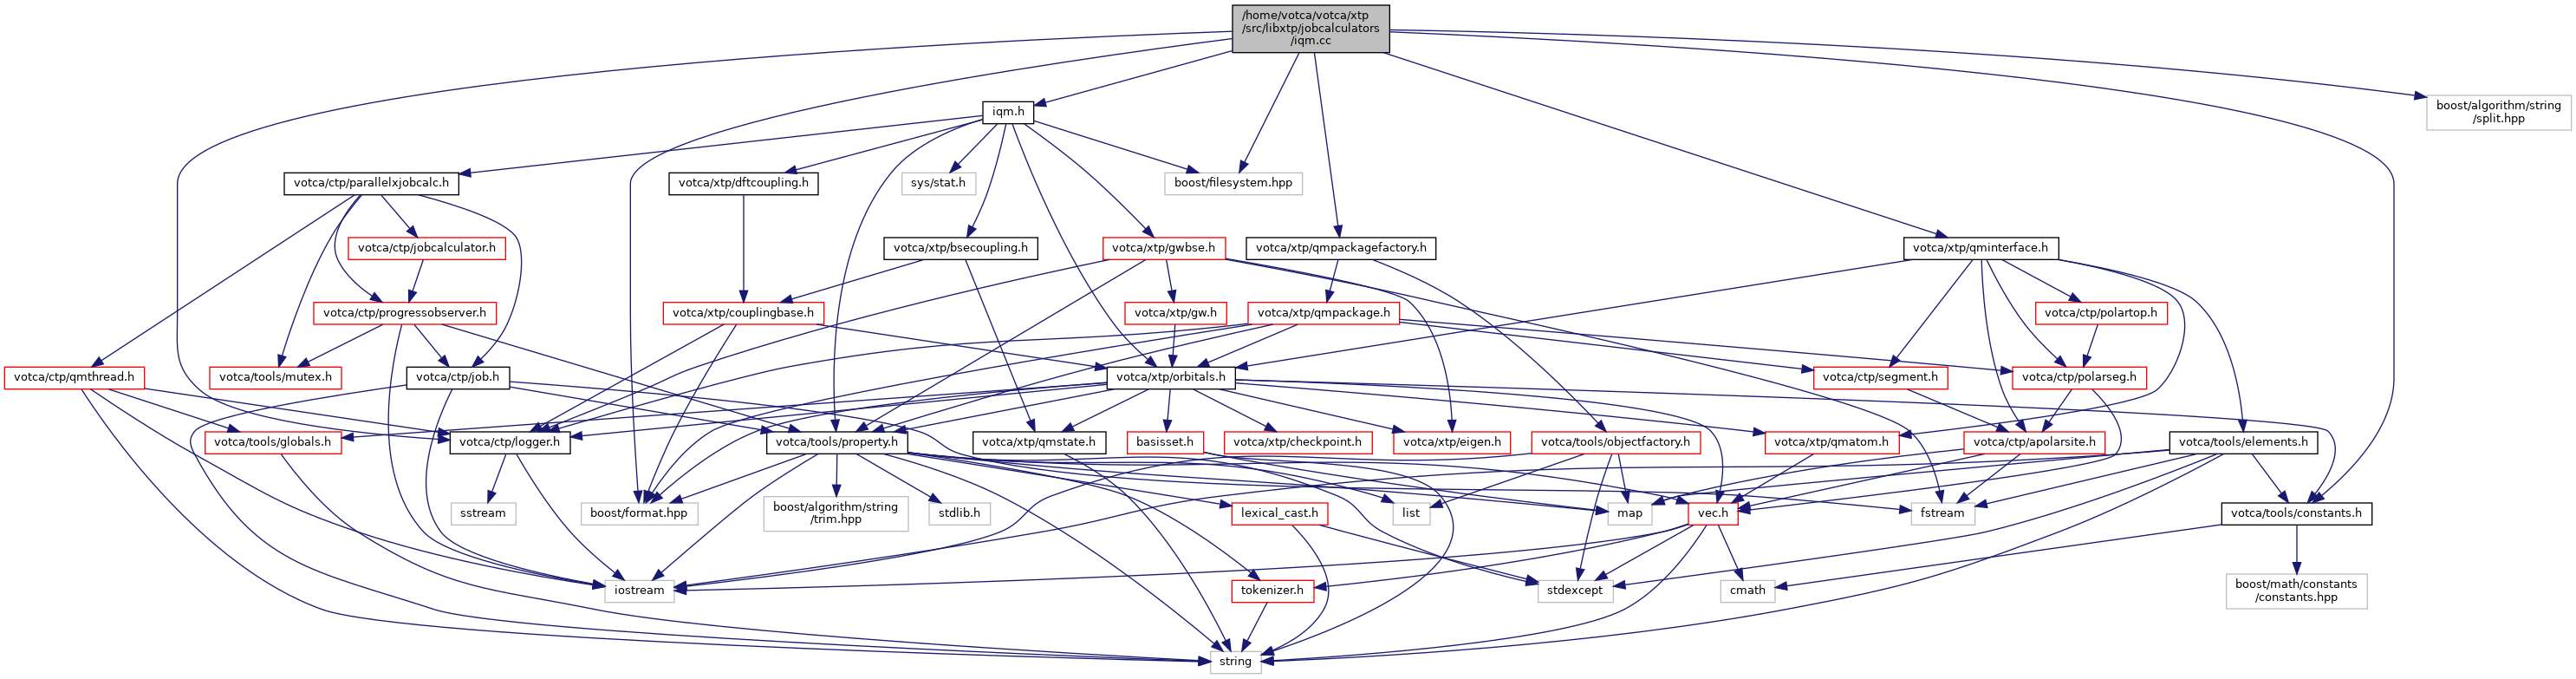 /home/votca/votca/xtp
/src/libxtp/jobcalculators
/iqm.cc
iqm.h
boost/algorithm/string
/split.hpp
votca/ctp/parallelxjobcalc.h
votca/xtp/dftcoupling.h
sys/stat.h
boost/filesystem.hpp
votca/ctp/jobcalculator.h
votca/xtp/bsecoupling.h
votca/xtp/gwbse.h
votca/xtp/qmpackagefactory.h
votca/xtp/qminterface.h
votca/ctp/progressobserver.h
votca/xtp/couplingbase.h
votca/xtp/gw.h
votca/xtp/qmpackage.h
votca/ctp/polartop.h
votca/ctp/qmthread.h
votca/tools/mutex.h
votca/ctp/job.h
votca/xtp/orbitals.h
votca/ctp/segment.h
votca/ctp/polarseg.h
votca/tools/globals.h
votca/ctp/logger.h
votca/tools/property.h
votca/xtp/qmstate.h
basisset.h
votca/xtp/checkpoint.h
votca/xtp/eigen.h
votca/tools/objectfactory.h
votca/xtp/qmatom.h
votca/ctp/apolarsite.h
votca/tools/elements.h
sstream
boost/format.hpp
boost/algorithm/string
/trim.hpp
stdlib.h
lexical_cast.h
list
map
vec.h
fstream
votca/tools/constants.h
iostream
tokenizer.h
stdexcept
cmath
boost/math/constants
/constants.hpp
string